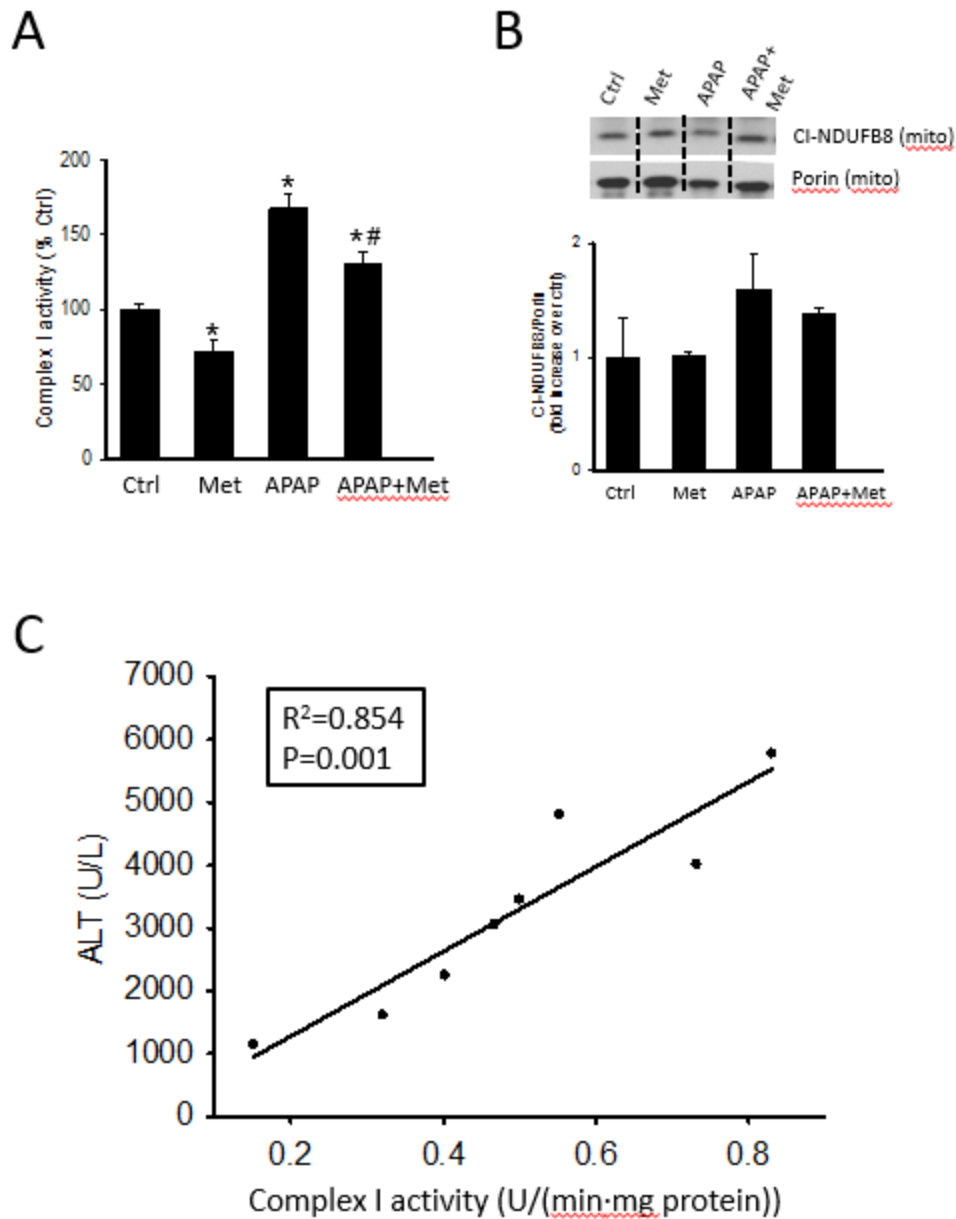 A
200
150
100
50
0
Complex I activity (% Ctrl)
*
*
*#
Ctrl Met APAP APAP+Met
B
Ctrl
Met
APAP
APAP+
Met
CI-NDUFB8 (mito)
Porin (mito)
2
1
0
CI-NDUFB8/Porin
(fold increase over ctrl)
Ctrl Met APAP APAP+Met
C
7000
6000
5000
4000
3000
2000
1000
0
ALT (U/L)
R²=0.854
P=0.001
0.2 0.4 0.6 0.8
Complex I activity (U/(min·mg protein))